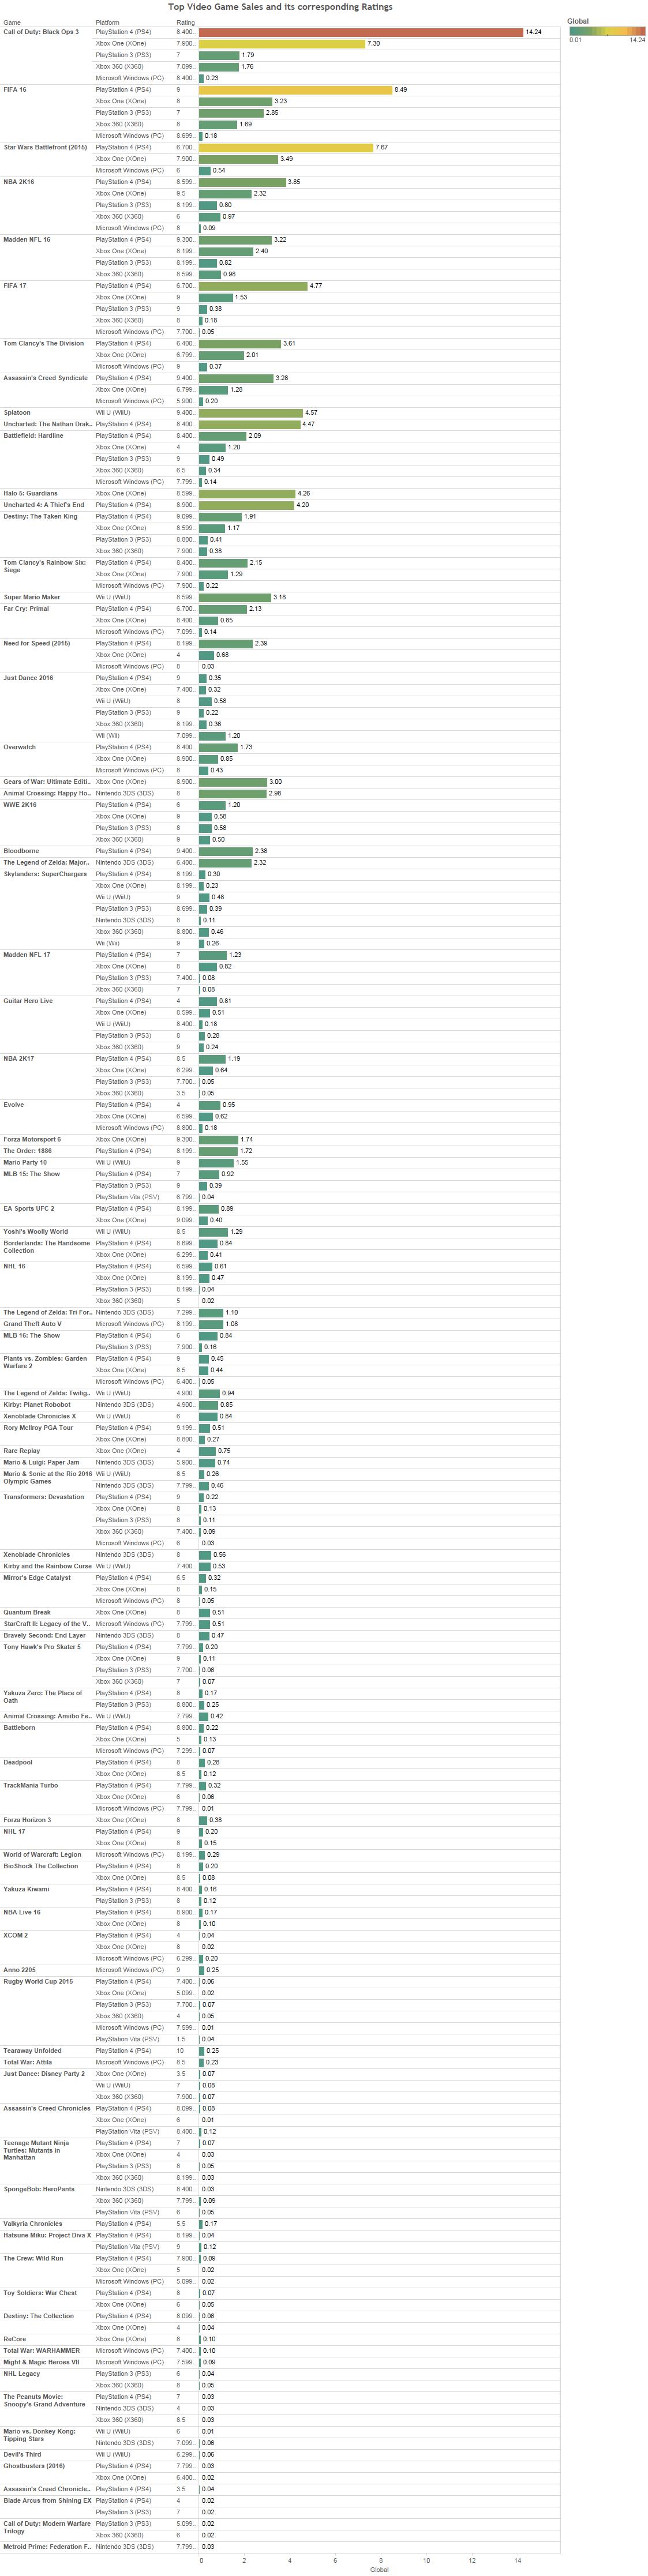 Top Video Game Sales and its corresponding Ratings
Game Platform Rating
Global
0.01 14.24
Call of Duty: Black Ops 3 PlayStation 4 (PS4) 8.400.. 14.24
Xbox One (XOne) 7.900.. 7.30
PlayStation 3 (PS3) 7 1.79
Xbox 360 (X360) 7.099.. 1.76
Microsoft Windows (PC) 8.400.. 0.23
FIFA 16 PlayStation 4 (PS4) 9 8.49
Xbox One (XOne) 8 3.23
PlayStation 3 (PS3) 7 2.85
Xbox 360 (X360) 8 1.69
Microsoft Windows (PC) 8.699.. 0.18
Star Wars Battlefront (2015) PlayStation 4 (PS4) 6.700.. 7.67
Xbox One (XOne) 7.900.. 3.49
Microsoft Windows (PC) 6 0.54
NBA 2K16 PlayStation 4 (PS4) 8.599.. 3.85
Xbox One (XOne) 9.5 2.32
PlayStation 3 (PS3) 8.199.. 0.80
Xbox 360 (X360) 6 0.97
Microsoft Windows (PC) 8 0.09
Madden NFL 16 PlayStation 4 (PS4) 9.300.. 3.22
Xbox One (XOne) 8.199.. 2.40
PlayStation 3 (PS3) 8.199.. 0.82
Xbox 360 (X360) 8.599.. 0.98
FIFA 17 PlayStation 4 (PS4) 6.700.. 4.77
Xbox One (XOne) 9 1.53
PlayStation 3 (PS3) 9 0.38
Xbox 360 (X360) 8 0.18
Microsoft Windows (PC) 7.700.. 0.05
Tom Clancy's The Division PlayStation 4 (PS4) 6.400.. 3.61
Xbox One (XOne) 6.799.. 2.01
Microsoft Windows (PC) 9 0.37
Assassin's Creed Syndicate PlayStation 4 (PS4) 9.400.. 3.28
Xbox One (XOne) 6.799.. 1.28
Microsoft Windows (PC) 5.900.. 0.20
Splatoon Wii U (WiiU) 9.400.. 4.57
Uncharted: The Nathan Drak.. PlayStation 4 (PS4) 8.400.. 4.47
Battlefield: Hardline PlayStation 4 (PS4) 8.400.. 2.09
Xbox One (XOne) 4 1.20
PlayStation 3 (PS3) 9 0.49
Xbox 360 (X360) 6.5 0.34
Microsoft Windows (PC) 7.799.. 0.14
Halo 5: Guardians Xbox One (XOne) 8.599.. 4.26
Uncharted 4: A Thief's End PlayStation 4 (PS4) 8.900.. 4.20
Destiny: The Taken King PlayStation 4 (PS4) 9.099.. 1.91
Xbox One (XOne) 8.599.. 1.17
PlayStation 3 (PS3) 8.800.. 0.41
Xbox 360 (X360) 7.900.. 0.38
Tom Clancy's Rainbow Six: PlayStation 4 (PS4) 8.400.. 2.15
Siege Xbox One (XOne) 7.900.. 1.29
Microsoft Windows (PC) 7.900.. 0.22
Super Mario Maker Wii U (WiiU) 8.599.. 3.18
Far Cry: Primal PlayStation 4 (PS4) 6.700.. 2.13
Xbox One (XOne) 8.400.. 0.85
Microsoft Windows (PC) 7.099.. 0.14
Need for Speed (2015) PlayStation 4 (PS4) 8.199.. 2.39
Xbox One (XOne) 4 0.68
Microsoft Windows (PC) 8 0.03
Just Dance 2016 PlayStation 4 (PS4) 9 0.35
Xbox One (XOne) 7.400.. 0.32
Wii U (WiiU) 8 0.58
PlayStation 3 (PS3) 9 0.22
Xbox 360 (X360) 8.199.. 0.36
Wii (Wii) 7.099.. 1.20
Overwatch PlayStation 4 (PS4) 8.400.. 1.73
Xbox One (XOne) 8.900.. 0.85
Microsoft Windows (PC) 8 0.43
Gears of War: Ultimate Editi.. Xbox One (XOne) 8.900.. 3.00
Animal Crossing: Happy Ho.. Nintendo 3DS (3DS) 8 2.98
WWE 2K16 PlayStation 4 (PS4) 6 1.20
Xbox One (XOne) 9 0.58
PlayStation 3 (PS3) 8 0.58
Xbox 360 (X360) 9 0.50
Bloodborne PlayStation 4 (PS4) 9.400.. 2.38
The Legend of Zelda: Major.. Nintendo 3DS (3DS) 6.400.. 2.32
Skylanders: SuperChargers PlayStation 4 (PS4) 8.199.. 0.30
Xbox One (XOne) 8.199.. 0.23
Wii U (WiiU) 9 0.48
PlayStation 3 (PS3) 8.699.. 0.39
Nintendo 3DS (3DS) 8 0.11
Xbox 360 (X360) 8.800.. 0.46
Wii (Wii) 9 0.26
Madden NFL 17 PlayStation 4 (PS4) 7 1.23
Xbox One (XOne) 8 0.82
PlayStation 3 (PS3) 7.400.. 0.08
Xbox 360 (X360) 7 0.08
Guitar Hero Live PlayStation 4 (PS4) 4 0.81
Xbox One (XOne) 8.599.. 0.51
Wii U (WiiU) 8.400.. 0.18
PlayStation 3 (PS3) 8 0.28
Xbox 360 (X360) 9 0.24
NBA 2K17 PlayStation 4 (PS4) 8.5 1.19
Xbox One (XOne) 6.299.. 0.64
PlayStation 3 (PS3) 7.700.. 0.05
Xbox 360 (X360) 3.5 0.05
Evolve PlayStation 4 (PS4) 4 0.95
Xbox One (XOne) 6.599.. 0.62
Microsoft Windows (PC) 8.800.. 0.18
Forza Motorsport 6 Xbox One (XOne) 9.300.. 1.74
The Order: 1886 PlayStation 4 (PS4) 8.199.. 1.72
Mario Party 10 Wii U (WiiU) 9 1.55
MLB 15: The Show PlayStation 4 (PS4) 7 0.92
PlayStation 3 (PS3) 9 0.39
PlayStation Vita (PSV) 6.799.. 0.04
EA Sports UFC 2 PlayStation 4 (PS4) 8.199.. 0.89
Xbox One (XOne) 9.099.. 0.40
Yoshi's Woolly World Wii U (WiiU) 8.5 1.29
Borderlands: The Handsome PlayStation 4 (PS4) 8.699.. 0.84
Collection Xbox One (XOne) 6.299.. 0.41
NHL 16 PlayStation 4 (PS4) 6.599.. 0.61
Xbox One (XOne) 8.199.. 0.47
PlayStation 3 (PS3) 8.199.. 0.04
Xbox 360 (X360) 5 0.02
The Legend of Zelda: Tri For.. Nintendo 3DS (3DS) 7.299.. 1.10
Grand Theft Auto V Microsoft Windows (PC) 8.199.. 1.08
MLB 16: The Show PlayStation 4 (PS4) 6 0.84
PlayStation 3 (PS3) 7.900.. 0.16
Plants vs. Zombies: Garden PlayStation 4 (PS4) 9 0.45
Warfare 2 Xbox One (XOne) 8.5 0.44
Microsoft Windows (PC) 6.400.. 0.05
The Legend of Zelda: Twilig.. Wii U (WiiU) 4.900.. 0.94
Kirby: Planet Robobot Nintendo 3DS (3DS) 4.900.. 0.85
Xenoblade Chronicles X Wii U (WiiU) 6 0.84
Rory McIlroy PGA Tour PlayStation 4 (PS4) 9.199.. 0.51
Xbox One (XOne) 8.800.. 0.27
Rare Replay Xbox One (XOne) 4 0.75
Mario & Luigi: Paper Jam Nintendo 3DS (3DS) 5.900.. 0.74
Mario & Sonic at the Rio 2016 Wii U (WiiU) 8.5 0.26
Olympic Games Nintendo 3DS (3DS) 7.799.. 0.46
Transformers: Devastation PlayStation 4 (PS4) 9 0.22
Xbox One (XOne) 8 0.13
PlayStation 3 (PS3) 8 0.11
Xbox 360 (X360) 7.400.. 0.09
Microsoft Windows (PC) 6 0.03
Xenoblade Chronicles Nintendo 3DS (3DS) 8 0.56
Kirby and the Rainbow Curse Wii U (WiiU) 7.400.. 0.53
Mirror's Edge Catalyst PlayStation 4 (PS4) 6.5 0.32
Xbox One (XOne) 8 0.15
Microsoft Windows (PC) 8 0.05
Quantum Break Xbox One (XOne) 8 0.51
StarCraft II: Legacy of the V.. Microsoft Windows (PC) 7.799.. 0.51
Bravely Second: End Layer Nintendo 3DS (3DS) 8 0.47
Tony Hawk's Pro Skater 5 PlayStation 4 (PS4) 7.799.. 0.20
Xbox One (XOne) 9 0.11
PlayStation 3 (PS3) 7.700.. 0.06
Xbox 360 (X360) 7 0.07
Yakuza Zero: The Place of PlayStation 4 (PS4) 8 0.17
Oath PlayStation 3 (PS3) 8.800.. 0.25
Animal Crossing: Amiibo Fe.. Wii U (WiiU) 7.799.. 0.42
Battleborn PlayStation 4 (PS4) 8.800.. 0.22
Xbox One (XOne) 5 0.13
Microsoft Windows (PC) 7.299.. 0.07
Deadpool PlayStation 4 (PS4) 8 0.28
Xbox One (XOne) 8.5 0.12
TrackMania Turbo PlayStation 4 (PS4) 7.799.. 0.32
Xbox One (XOne) 6 0.06
Microsoft Windows (PC) 7.799.. 0.01
Forza Horizon 3 Xbox One (XOne) 8 0.38
NHL 17 PlayStation 4 (PS4) 9 0.20
Xbox One (XOne) 8 0.15
World of Warcraft: Legion Microsoft Windows (PC) 8.199.. 0.29
BioShock The Collection PlayStation 4 (PS4) 8 0.20
Xbox One (XOne) 8.5 0.08
Yakuza Kiwami PlayStation 4 (PS4) 8.400.. 0.16
PlayStation 3 (PS3) 8 0.12
NBA Live 16 PlayStation 4 (PS4) 8.900.. 0.17
Xbox One (XOne) 8 0.10
XCOM 2 PlayStation 4 (PS4) 4 0.04
Xbox One (XOne) 8 0.02
Microsoft Windows (PC) 6.299.. 0.20
Anno 2205 Microsoft Windows (PC) 9 0.25
Rugby World Cup 2015 PlayStation 4 (PS4) 7.400.. 0.06
Xbox One (XOne) 5.099.. 0.02
PlayStation 3 (PS3) 7.700.. 0.07
Xbox 360 (X360) 4 0.05
Microsoft Windows (PC) 7.599.. 0.01
PlayStation Vita (PSV) 1.5 0.04
Tearaway Unfolded PlayStation 4 (PS4) 10 0.25
Total War: Attila Microsoft Windows (PC) 8.5 0.23
Just Dance: Disney Party 2 Xbox One (XOne) 3.5 0.07
Wii U (WiiU) 7 0.08
Xbox 360 (X360) 7.900.. 0.07
Assassin's Creed Chronicles PlayStation 4 (PS4) 8.099.. 0.08
Xbox One (XOne) 6 0.01
PlayStation Vita (PSV) 8.400.. 0.12
Teenage Mutant Ninja PlayStation 4 (PS4) 7 0.07
Turtles: Mutants in Xbox One (XOne) 4 0.03
Manhattan PlayStation 3 (PS3) 8 0.05
Xbox 360 (X360) 8.199.. 0.03
SpongeBob: HeroPants Nintendo 3DS (3DS) 8.400.. 0.03
Xbox 360 (X360) 7.799.. 0.09
PlayStation Vita (PSV) 6 0.05
Valkyria Chronicles PlayStation 4 (PS4) 5.5 0.17
Hatsune Miku: Project Diva X PlayStation 4 (PS4) 8.199.. 0.04
PlayStation Vita (PSV) 9 0.12
The Crew: Wild Run PlayStation 4 (PS4) 7.900.. 0.09
Xbox One (XOne) 5 0.02
Microsoft Windows (PC) 5.099.. 0.02
Toy Soldiers: War Chest PlayStation 4 (PS4) 8 0.07
Xbox One (XOne) 6 0.05
Destiny: The Collection PlayStation 4 (PS4) 8.099.. 0.06
Xbox One (XOne) 4 0.04
ReCore Xbox One (XOne) 8 0.10
Total War: WARHAMMER Microsoft Windows (PC) 7.400.. 0.10
Might & Magic Heroes VII Microsoft Windows (PC) 7.599.. 0.09
NHL Legacy PlayStation 3 (PS3) 6 0.04
Xbox 360 (X360) 8 0.05
The Peanuts Movie: PlayStation 4 (PS4) 7 0.03
Snoopy's Grand Adventure Nintendo 3DS (3DS) 4 0.03
Xbox 360 (X360) 8.5 0.03
Mario vs. Donkey Kong: Wii U (WiiU) 6 0.01
Tipping Stars Nintendo 3DS (3DS) 7.099.. 0.06
Devil's Third Wii U (WiiU) 6.299.. 0.06
Ghostbusters (2016) PlayStation 4 (PS4) 7.799.. 0.03
Xbox One (XOne) 6.400.. 0.02
Assassin's Creed Chronicle.. PlayStation 4 (PS4) 3.5 0.04
Blade Arcus from Shining EX PlayStation 4 (PS4) 4 0.02
PlayStation 3 (PS3) 7 0.02
Call of Duty: Modern Warfare PlayStation 3 (PS3) 5.099.. 0.02
Trilogy Xbox 360 (X360) 6 0.02
Metroid Prime: Federation F.. Nintendo 3DS (3DS) 7.799.. 0.03
0 2 4 6 8 10 12 14
Global